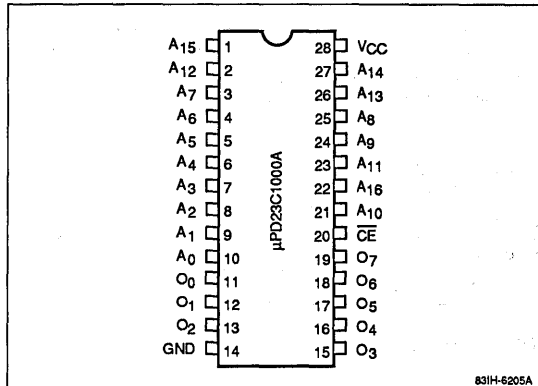 A15 1 28 VCC
A12 2 27 A14
A7 3 26 A13
A6 4 25 A8
A5 5 24 A9
A4 6 23 A11
A3 7 22 A16
A2 8 21 A10
A1 9 20 CE
A0 10 19 O7
O0 11 18 O6
O1 12 17 O5
O2 13 16 O4
GND 14 15 O3
µPD23C1000A
83IH-6205A